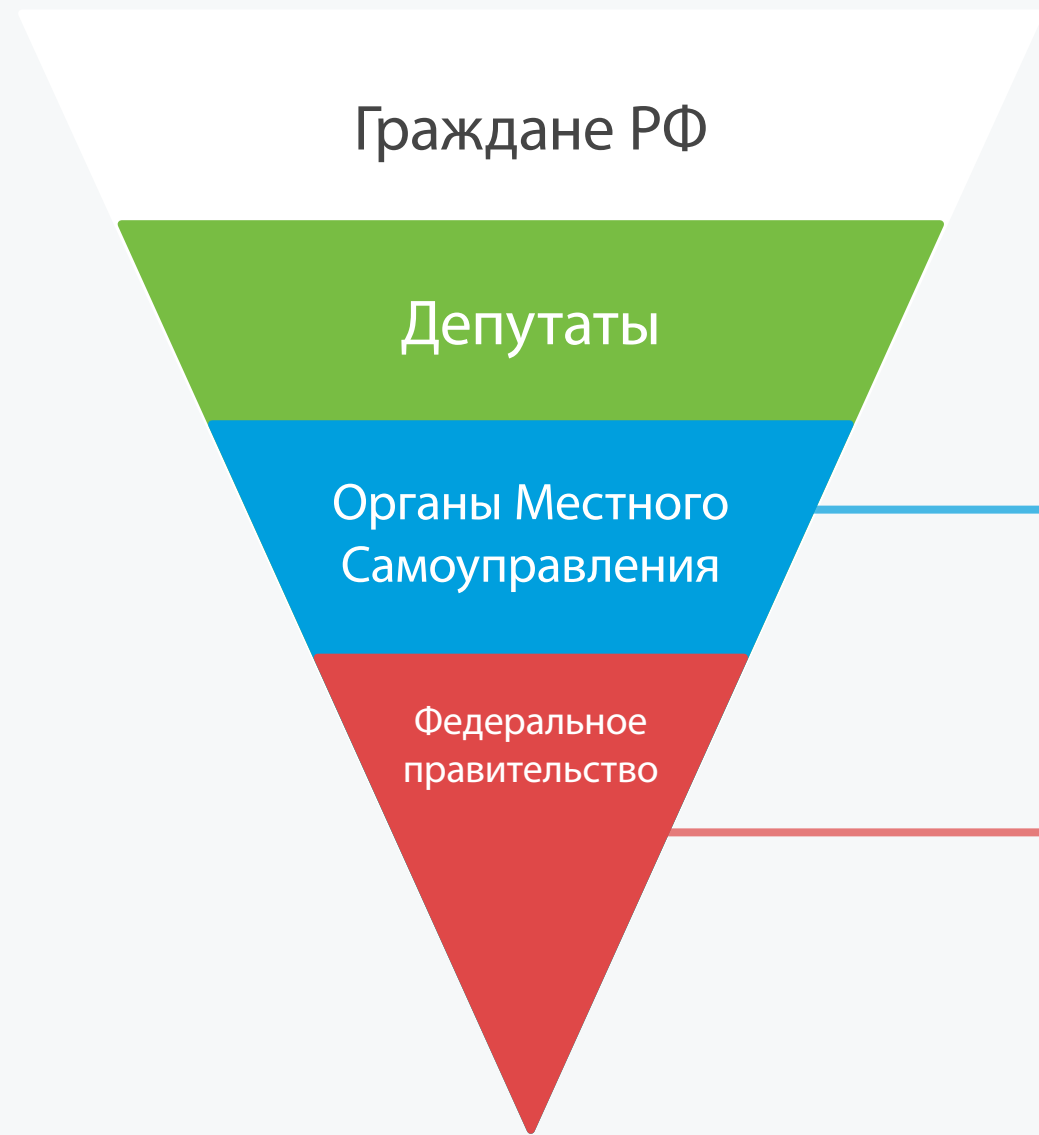 Граждане РФ
Депутаты
Органы Местного
Самоуправления
Федеральное
правительство